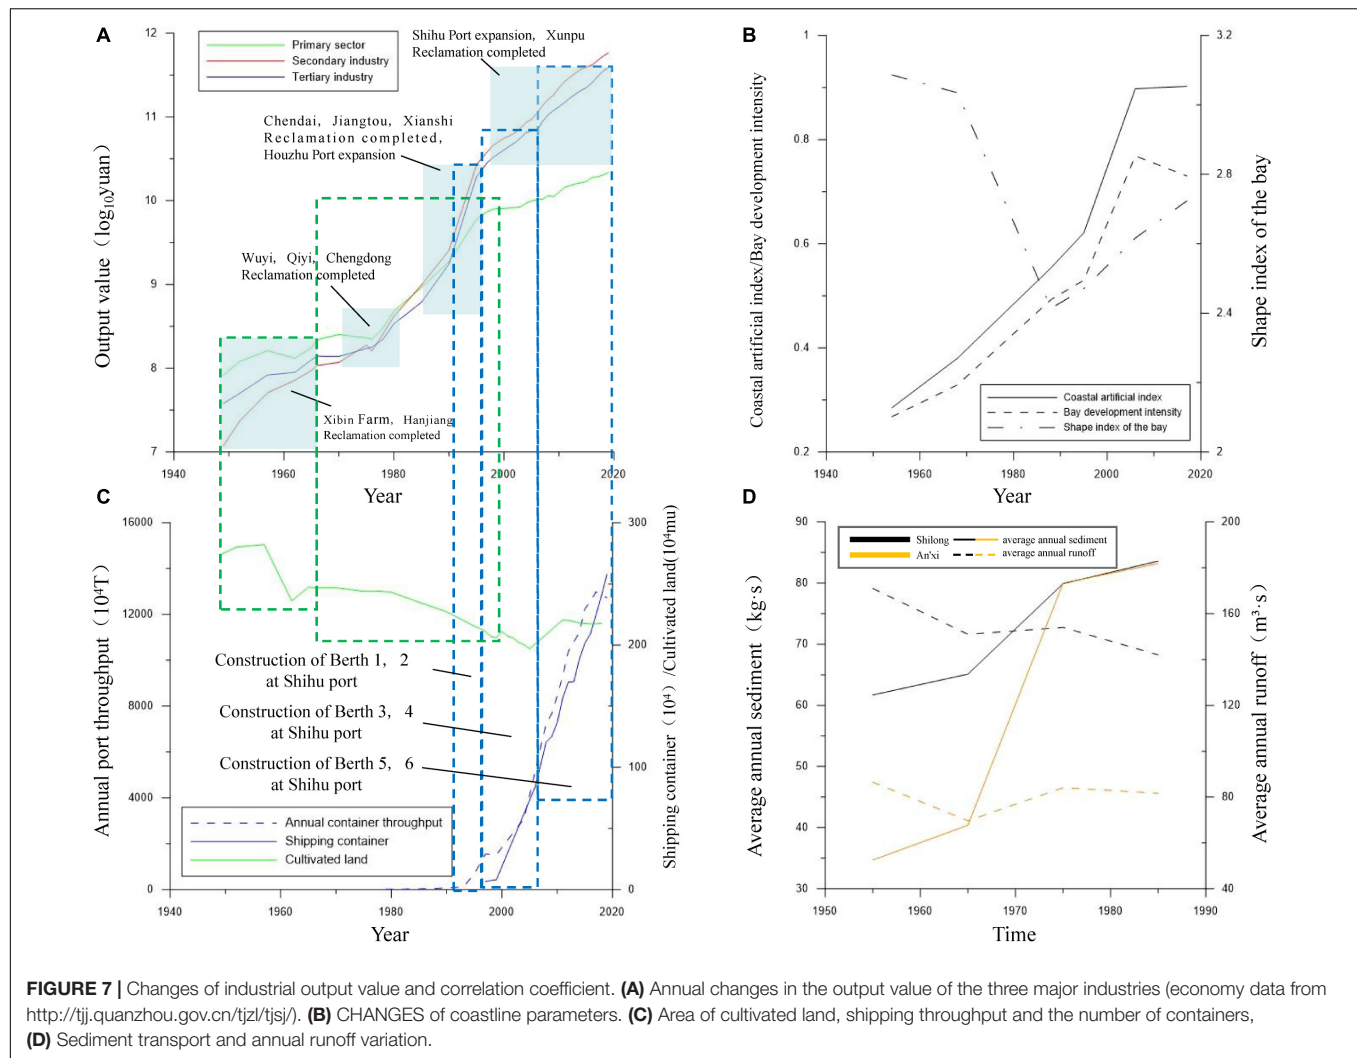 A
12
11
10
9
8
7
Output value（log10yuan）
Primary sector
Secondary industry
Tertiary industry
Shihu Port expansion， Xunpu
Reclamation completed
Chendai， Jiangtou， Xianshi
Reclamation completed，
Houzhu Port expansion
Wuyi， Qiyi， Chengdong
Reclamation completed
Xibin Farm， Hanjiang
Reclamation completed
1940 1960 1980 2000 2020
Year
B
1
0.8
0.6
0.4
0.2
Coastal artificial index/Bay development intensity
3.2
2.8
2.4
2
Shape index of the bay
Coastal artificial index
Bay development intensity
Shape index of the bay
1940 1960 1980 2000 2020
Year
C
16000
12000
8000
4000
0
Annual port throughput（10⁴T）
300
200
100
0
Shipping container（10⁴）/Cultivated land(10⁴mu)
Construction of Berth 1， 2
at Shihu port
Construction of Berth 3， 4
at Shihu port
Construction of Berth 5， 6
at Shihu port
Annual container throughput
Shipping container
Cultivated land
1940 1960 1980 2000 2020
Year
D
90
80
70
60
50
40
30
Average annual sediment（kg·s）
200
160
120
80
40
Average annual runoff（m³·s）
Shilong average annual sediment
An'xi average annual runoff
1950 1960 1970 1980 1990
Time
FIGURE 7 | Changes of industrial output value and correlation coefficient. (A) Annual changes in the output value of the three major industries (economy data from
http://tjj.quanzhou.gov.cn/tjzl/tjsj/). (B) CHANGES of coastline parameters. (C) Area of cultivated land, shipping throughput and the number of containers,
(D) Sediment transport and annual runoff variation.